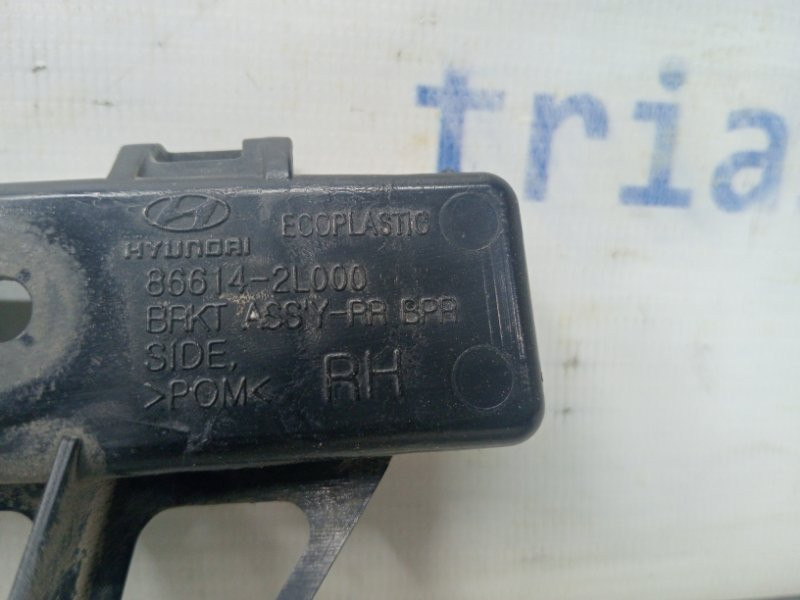 HYUNDAI ECOPLASTIC
86614-2L000
BRKT ASS'Y-RR BPR
SIDE, RH
>POM<
tria